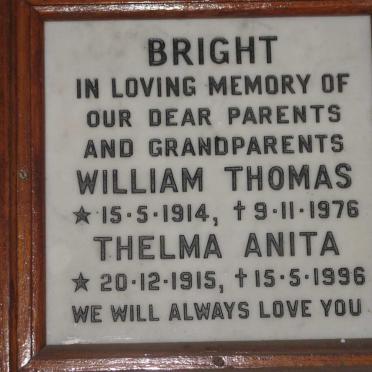 BRIGHT
IN LOVING MEMORY OF
OUR DEAR PARENTS
AND GRANDPARENTS
WILLIAM THOMAS
★ 15·5·1914, † 9·11·1976
THELMA ANITA
★ 20·12·1915, † 15·5·1996
WE WILL ALWAYS LOVE YOU